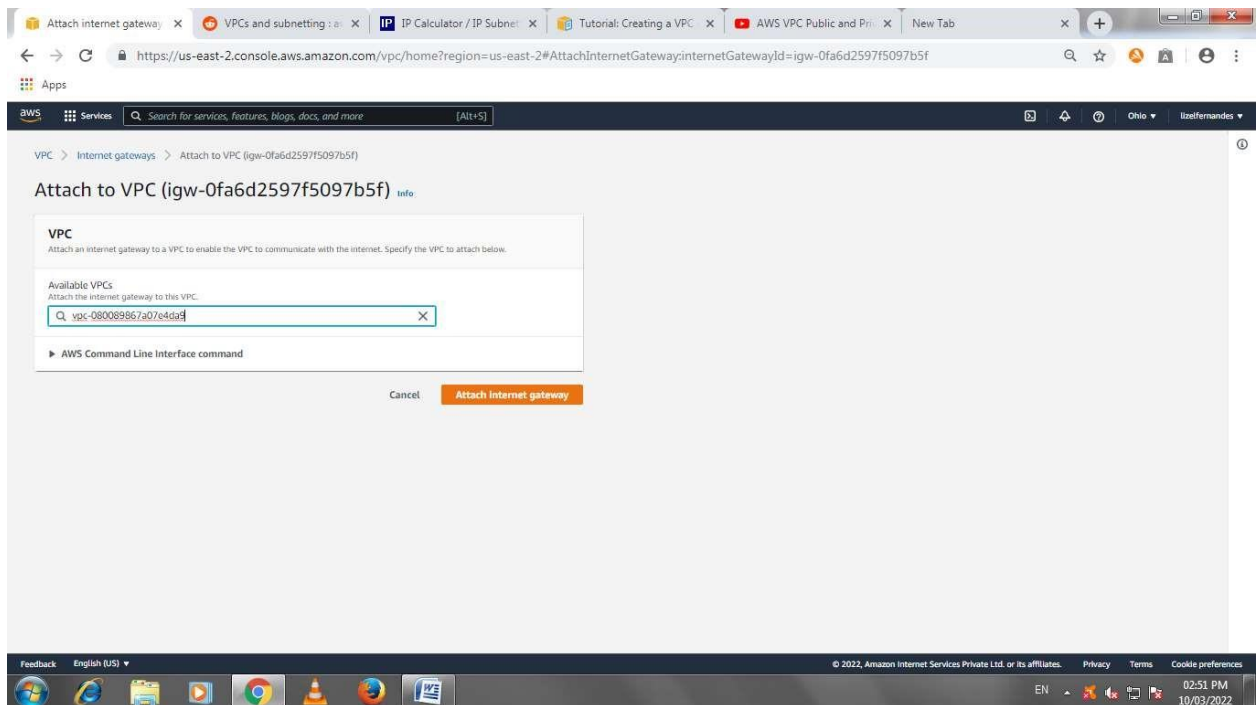 Attach internet gateway
VPCs and subnetting : a
IP IP Calculator / IP Subne
Tutorial: Creating a VPC
AWS VPC Public and Pri
New Tab
https://us-east-2.console.aws.amazon.com/vpc/home?region=us-east-2#AttachInternetGateway:internetGatewayId=igw-0fa6d2597f5097b5f
Apps
aws Services Search for services, features, blogs, docs, and more [Alt+S] Ohio lizelfernandes
VPC > Internet gateways > Attach to VPC (igw-0fa6d2597f5097b5f)
Attach to VPC (igw-0fa6d2597f5097b5f) Info
VPC
Attach an internet gateway to a VPC to enable the VPC to communicate with the internet. Specify the VPC to attach below.
Available VPCs
Attach the internet gateway to this VPC.
vpc-080089867a07e4da9
AWS Command Line Interface command
Cancel Attach internet gateway
Feedback English (US) © 2022, Amazon Internet Services Private Ltd. or its affiliates. Privacy Terms Cookie preferences
EN 02:51 PM
10/03/2022